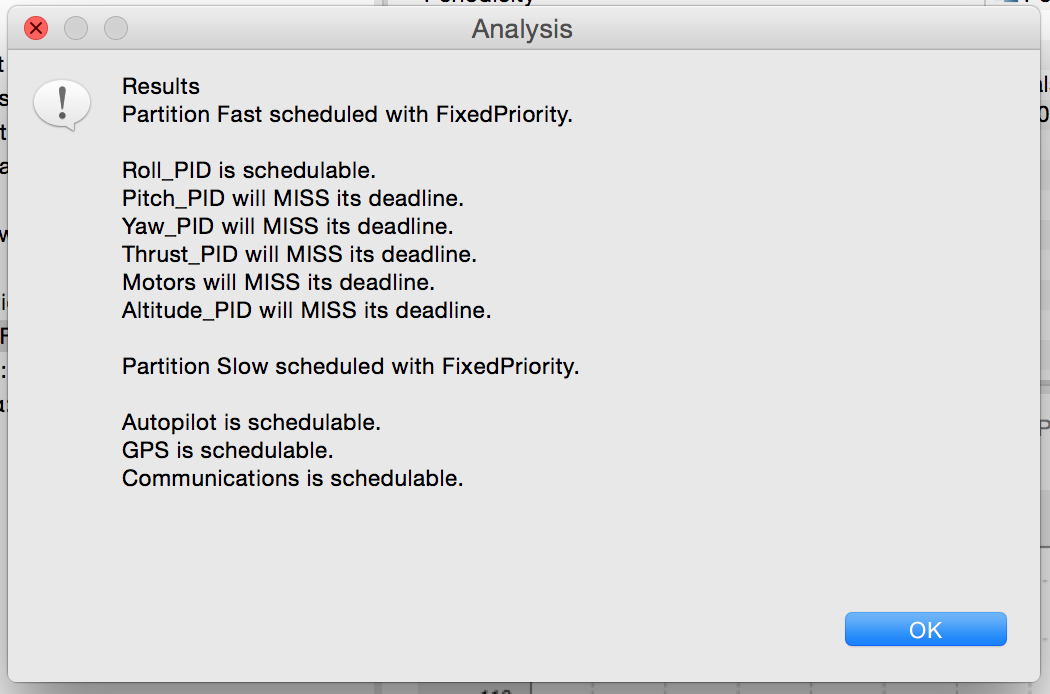 Analysis
Results
Partition Fast scheduled with FixedPriority.
Roll_PID is schedulable.
Pitch_PID will MISS its deadline.
Yaw_PID will MISS its deadline.
Thrust_PID will MISS its deadline.
Motors will MISS its deadline.
Altitude_PID will MISS its deadline.
Partition Slow scheduled with FixedPriority.
Autopilot is schedulable.
GPS is schedulable.
Communications is schedulable.
OK